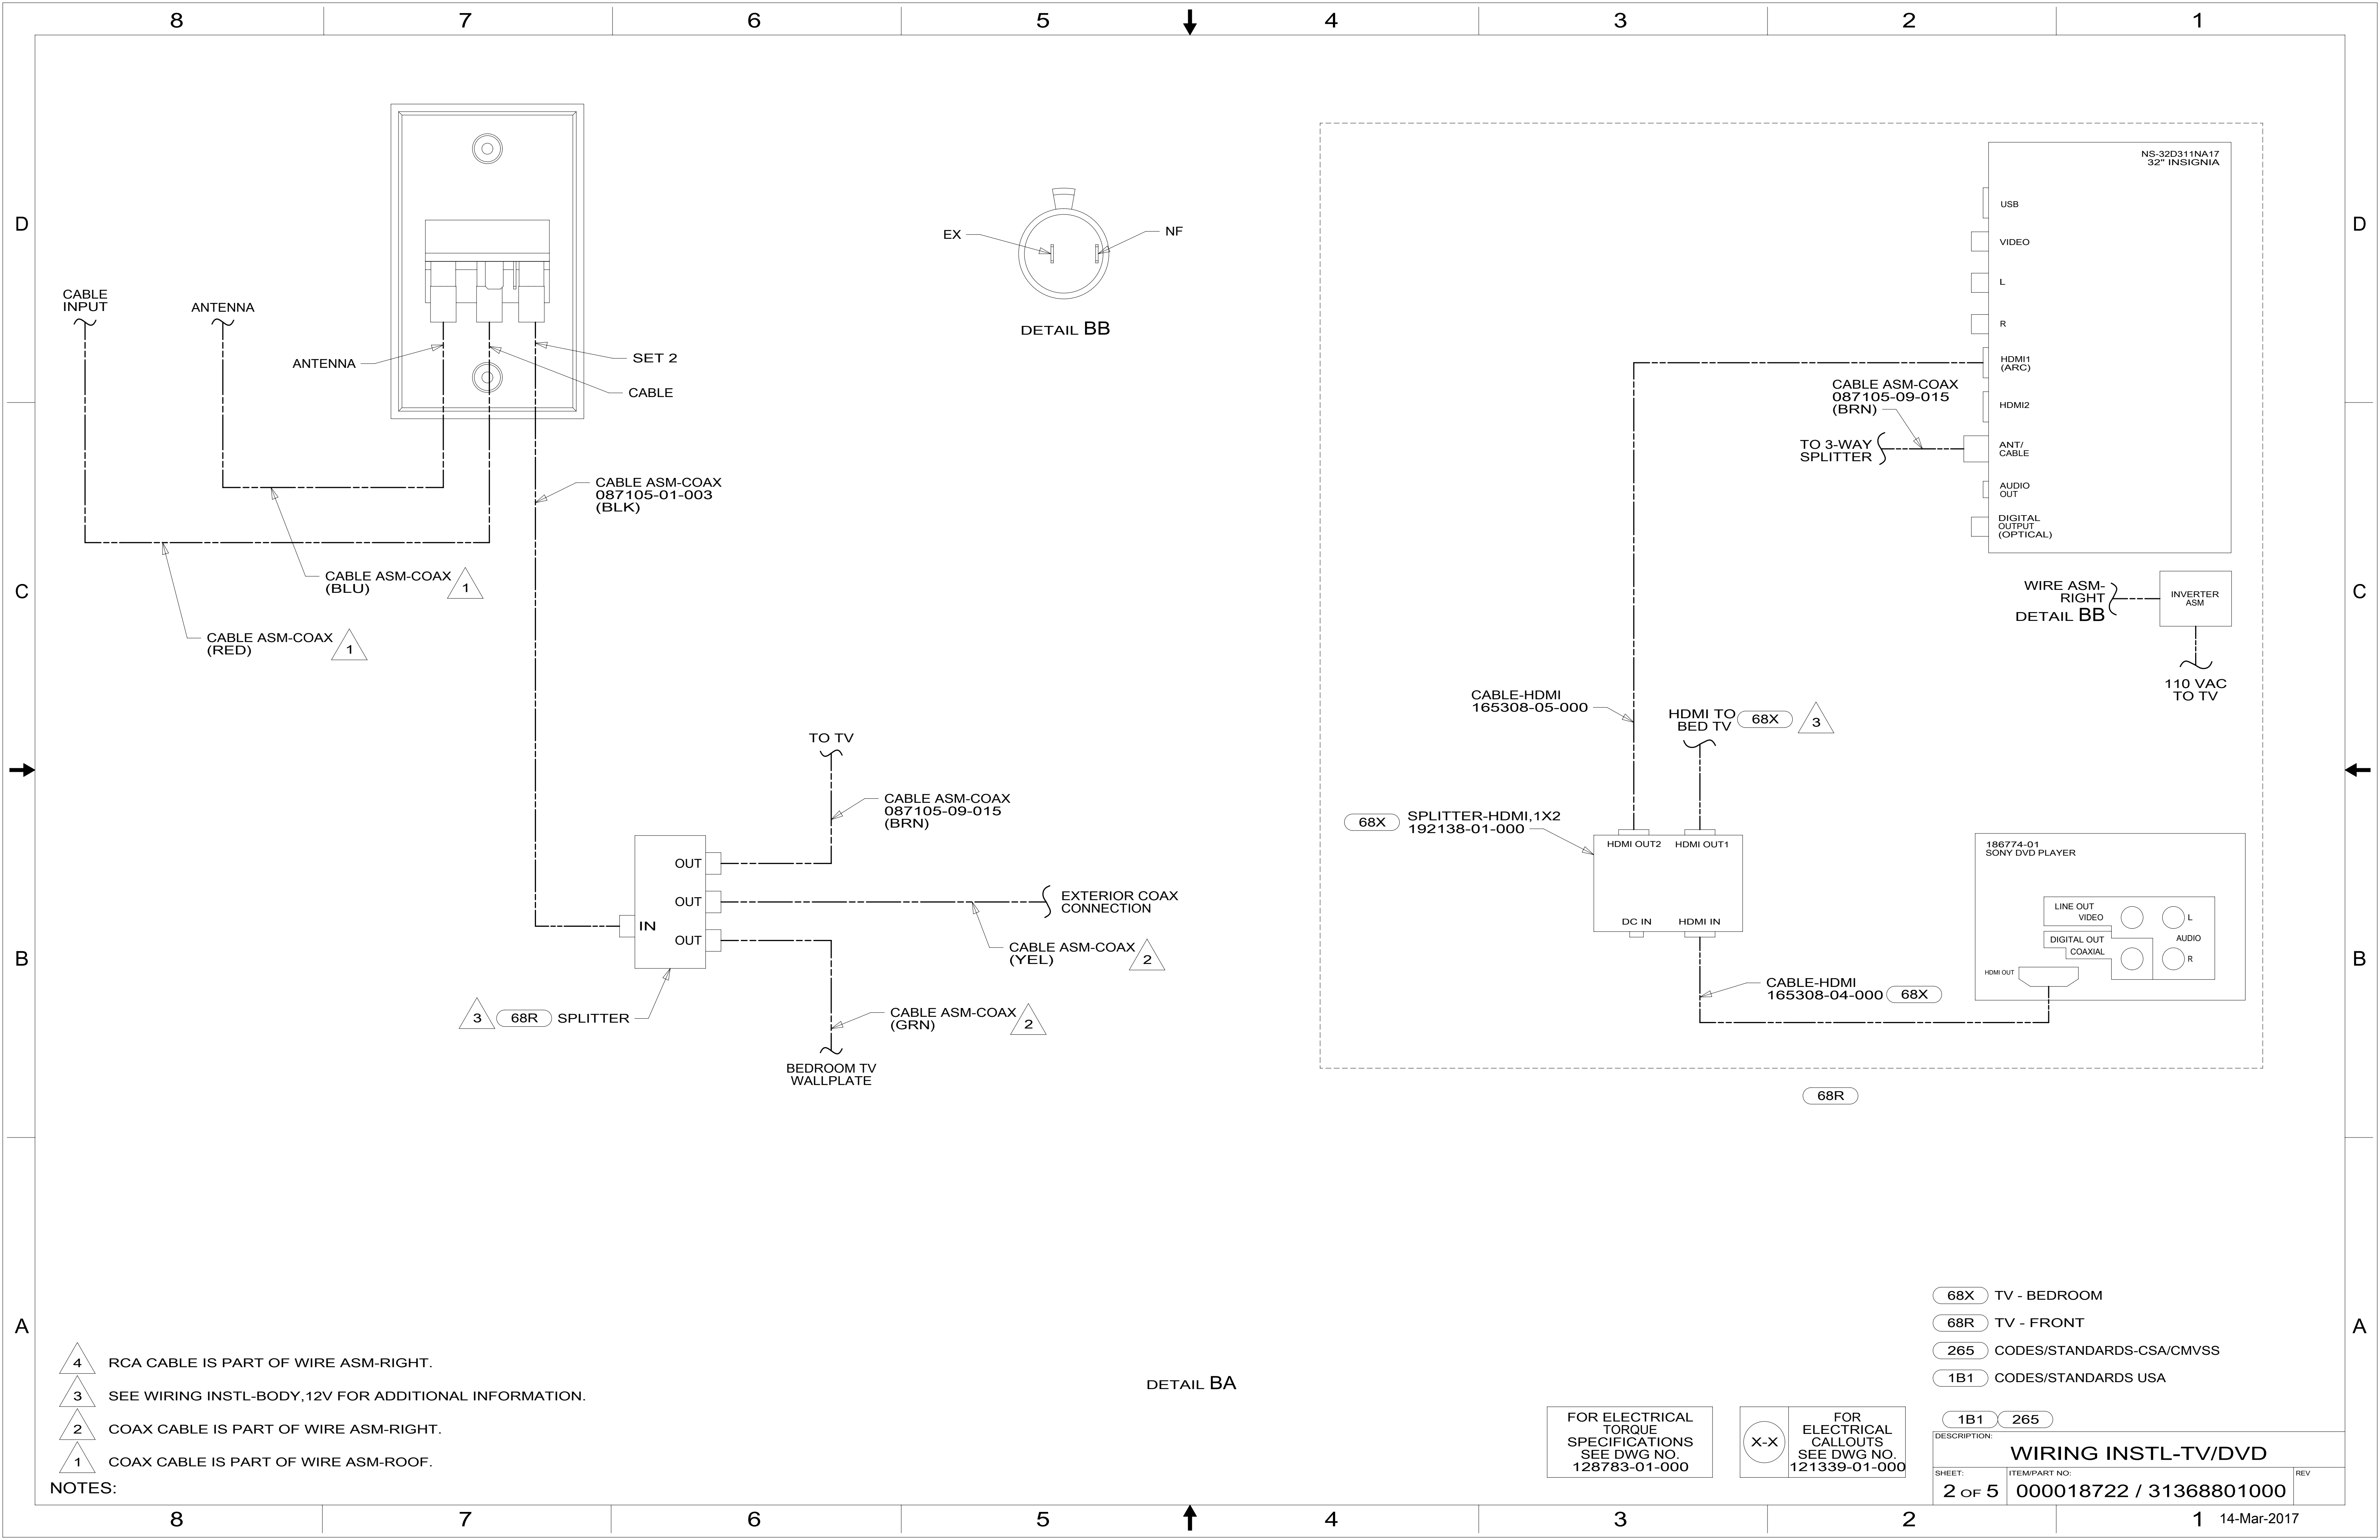 8 7 6 5 4 3 2 1
D
D
C
C
B
B
A
A
CABLE
INPUT
ANTENNA
ANTENNA
SET 2
CABLE
CABLE ASM-COAX
087105-01-003
(BLK)
CABLE ASM-COAX
(BLU)
1
CABLE ASM-COAX
(RED)
1
EX
NF
DETAIL BB
TO TV
CABLE ASM-COAX
087105-09-015
(BRN)
OUT
OUT
OUT
IN
EXTERIOR COAX
CONNECTION
CABLE ASM-COAX
(YEL)
2
3 68R SPLITTER
CABLE ASM-COAX
(GRN)
2
BEDROOM TV
WALLPLATE
NS-32D311NA17
32" INSIGNIA
USB
VIDEO
L
R
HDMI1
(ARC)
HDMI2
ANT/
CABLE
AUDIO
OUT
DIGITAL
OUTPUT
(OPTICAL)
CABLE ASM-COAX
087105-09-015
(BRN)
TO 3-WAY
SPLITTER
WIRE ASM-
RIGHT
DETAIL BB
INVERTER
ASM
110 VAC
TO TV
CABLE-HDMI
165308-05-000
HDMI TO
BED TV
68X
3
68X
SPLITTER-HDMI,1X2
192138-01-000
HDMI OUT2 HDMI OUT1
DC IN HDMI IN
CABLE-HDMI
165308-04-000 68X
186774-01
SONY DVD PLAYER
LINE OUT
VIDEO
L
DIGITAL OUT
AUDIO
COAXIAL
R
HDMI OUT
68R
68X TV - BEDROOM
68R TV - FRONT
265 CODES/STANDARDS-CSA/CMVSS
1B1 CODES/STANDARDS USA
1B1 265
4 RCA CABLE IS PART OF WIRE ASM-RIGHT.
3 SEE WIRING INSTL-BODY,12V FOR ADDITIONAL INFORMATION.
2 COAX CABLE IS PART OF WIRE ASM-RIGHT.
1 COAX CABLE IS PART OF WIRE ASM-ROOF.
NOTES:
DETAIL BA
FOR ELECTRICAL
TORQUE
SPECIFICATIONS
SEE DWG NO.
128783-01-000
X-X
FOR
ELECTRICAL
CALLOUTS
SEE DWG NO.
121339-01-000
DESCRIPTION:
WIRING INSTL-TV/DVD
SHEET:
2 OF 5
ITEM/PART NO:
000018722 / 31368801000
REV
8 7 6 5 4 3 2 1
14-Mar-2017